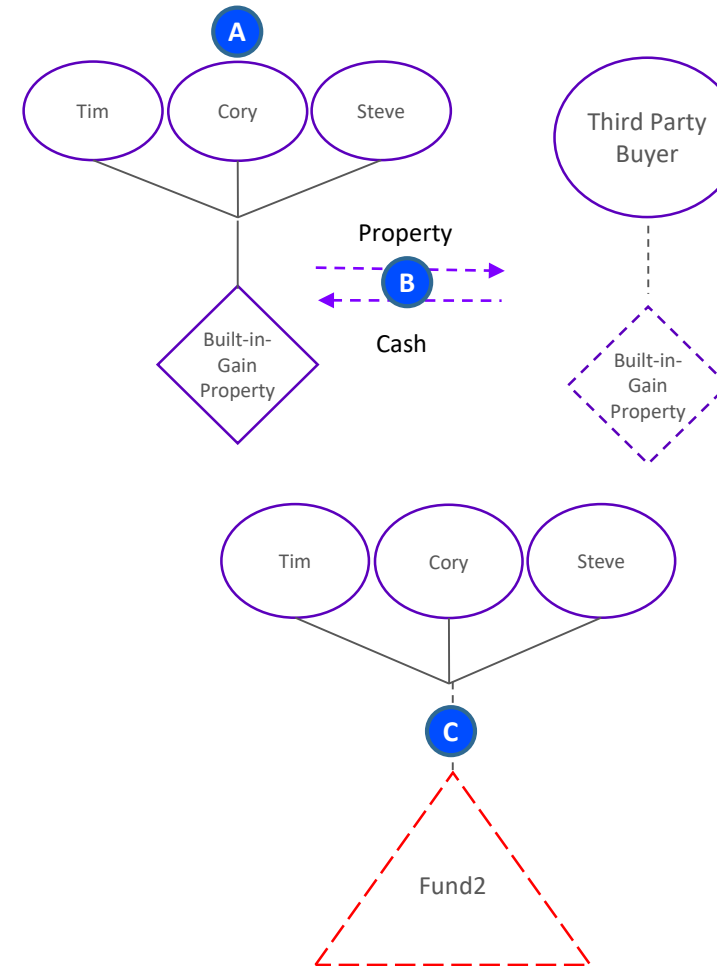 A
Tim
Cory
Steve
Third Party
Buyer
Property
B
Cash
Built-in-
Gain
Property
Built-in-
Gain
Property
Tim
Cory
Steve
C
Fund2